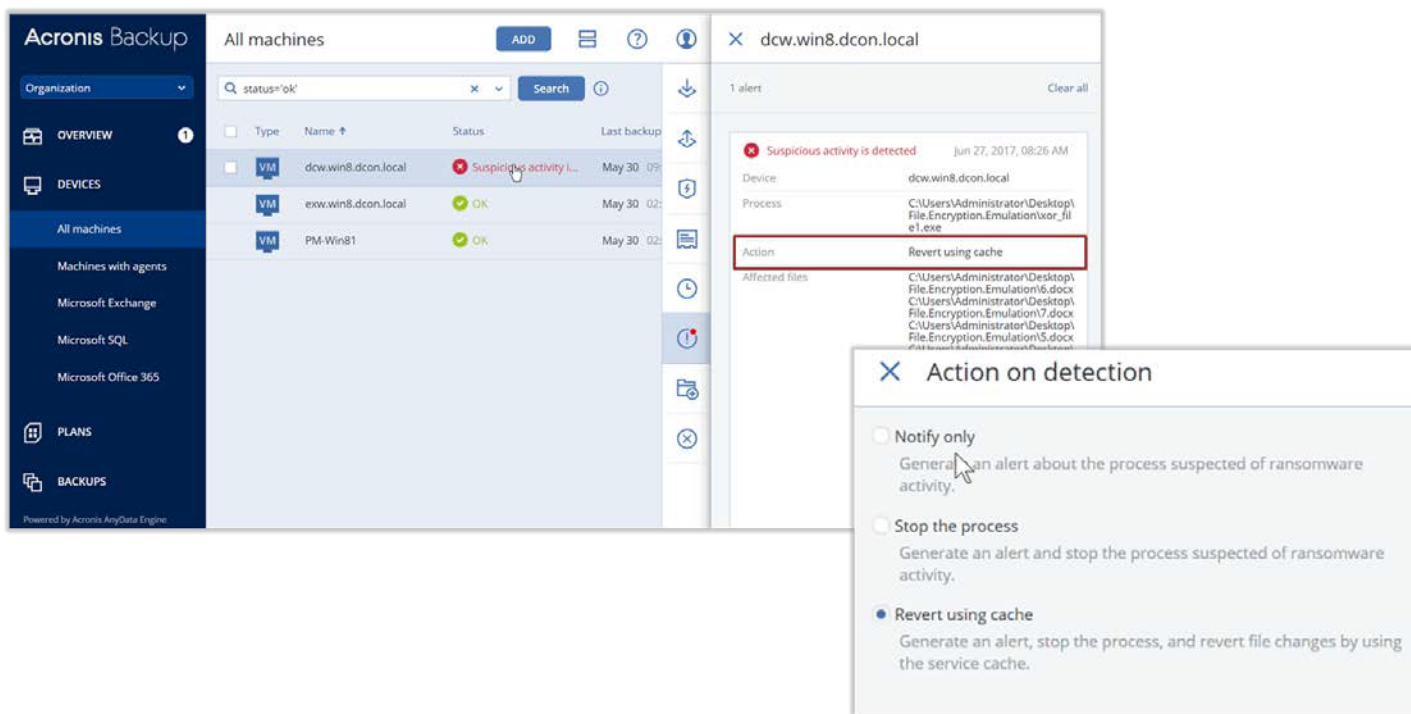 Acronis Backup
Organization
OVERVIEW 1
DEVICES
All machines
Machines with agents
Microsoft Exchange
Microsoft SQL
Microsoft Office 365
PLANS
BACKUPS
Powered by Acronis AnyData Engine
All machines
ADD
status='ok'
Search
Type Name Status Last backup
VM dcw.win8.dcon.local Suspicious activity i... May 30 09:
VM exw.win8.dcon.local OK May 30 02:
VM PM-Win81 OK May 30 02:
dcw.win8.dcon.local
1 alert Clear all
Suspicious activity is detected Jun 27, 2017, 08:26 AM
Device dcw.win8.dcon.local
Process C:\Users\Administrator\Desktop\
File.Encryption.Emulation\xor_fil
e1.exe
Action Revert using cache
Affected files C:\Users\Administrator\Desktop\
File.Encryption.Emulation\6.docx
C:\Users\Administrator\Desktop\
File.Encryption.Emulation\7.docx
C:\Users\Administrator\Desktop\
File.Encryption.Emulation\5.docx
Action on detection
Notify only
Generate an alert about the process suspected of ransomware
activity.
Stop the process
Generate an alert and stop the process suspected of ransomware
activity.
Revert using cache
Generate an alert, stop the process, and revert file changes by using
the service cache.